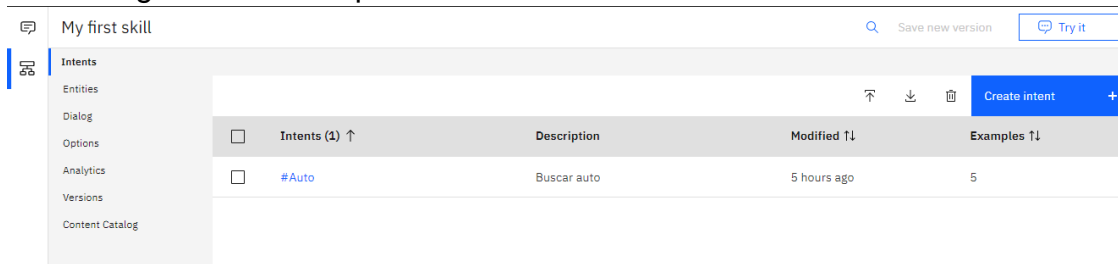 My first skill
Save new version
Try it
Intents
Entities
Dialog
Options
Analytics
Versions
Content Catalog
Create intent +
Intents (1) ↑ Description Modified ↑↓ Examples ↑↓
#Auto Buscar auto 5 hours ago 5